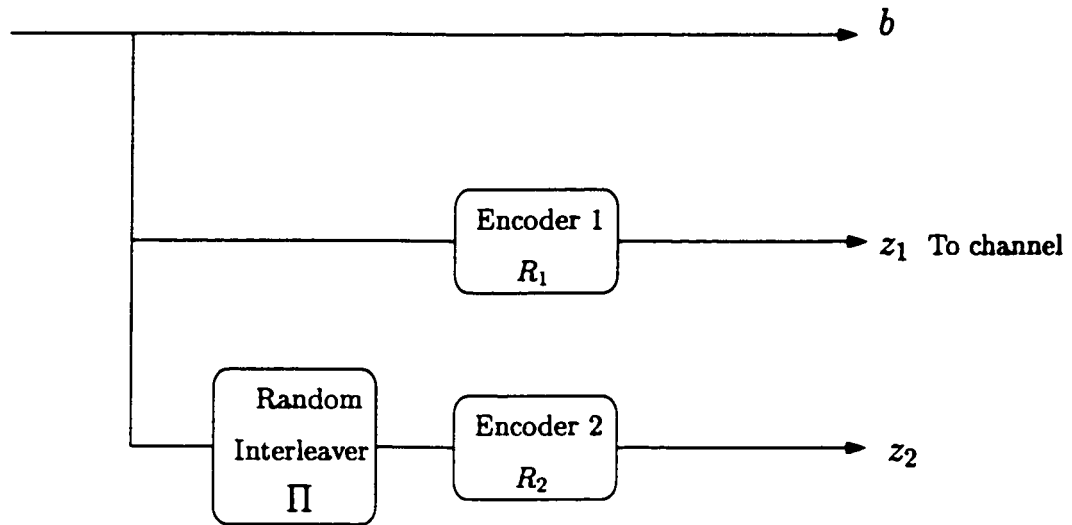 b
Encoder 1
R₁
z₁ To channel
Random
Interleaver
Π
Encoder 2
R₂
z₂